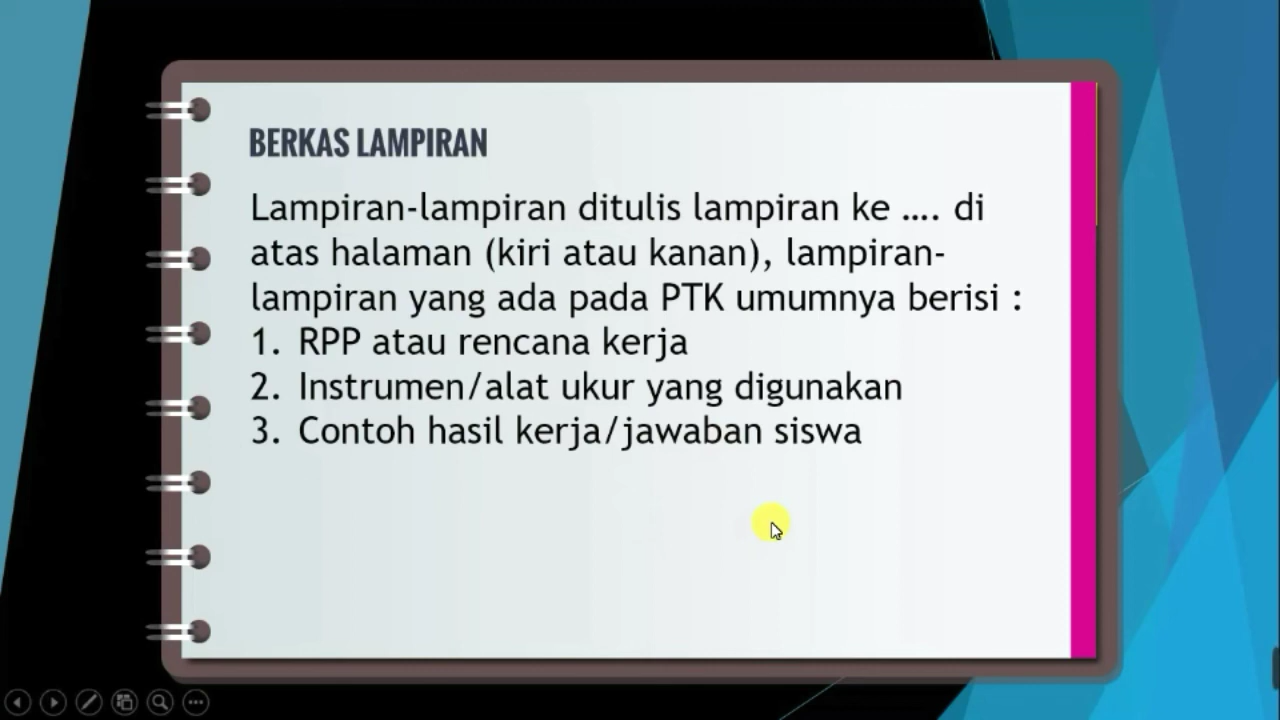 BERKAS LAMPIRAN
Lampiran-lampiran ditulis lampiran ke .... di
atas halaman (kiri atau kanan), lampiran-
lampiran yang ada pada PTK umumnya berisi :
1. RPP atau rencana kerja
2. Instrumen/alat ukur yang digunakan
3. Contoh hasil kerja/jawaban siswa